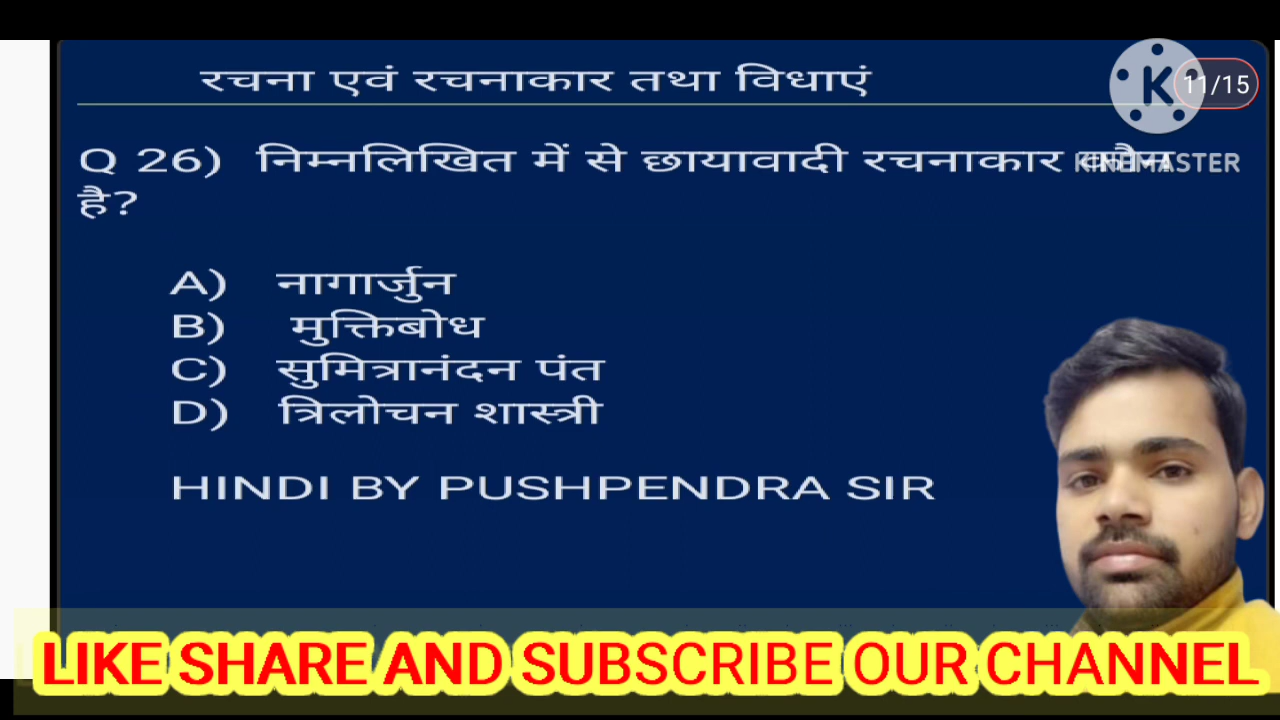 रचना एवं रचनाकार तथा विधाएं
11/15
K
KINEMASTER
Q 26) निम्नलिखित में से छायावादी रचनाकार कौन
है?
A) नागार्जुन
B) मुक्तिबोध
C) सुमित्रानंदन पंत
D) त्रिलोचन शास्त्री
HINDI BY PUSHPENDRA SIR
LIKE SHARE AND SUBSCRIBE OUR CHANNEL